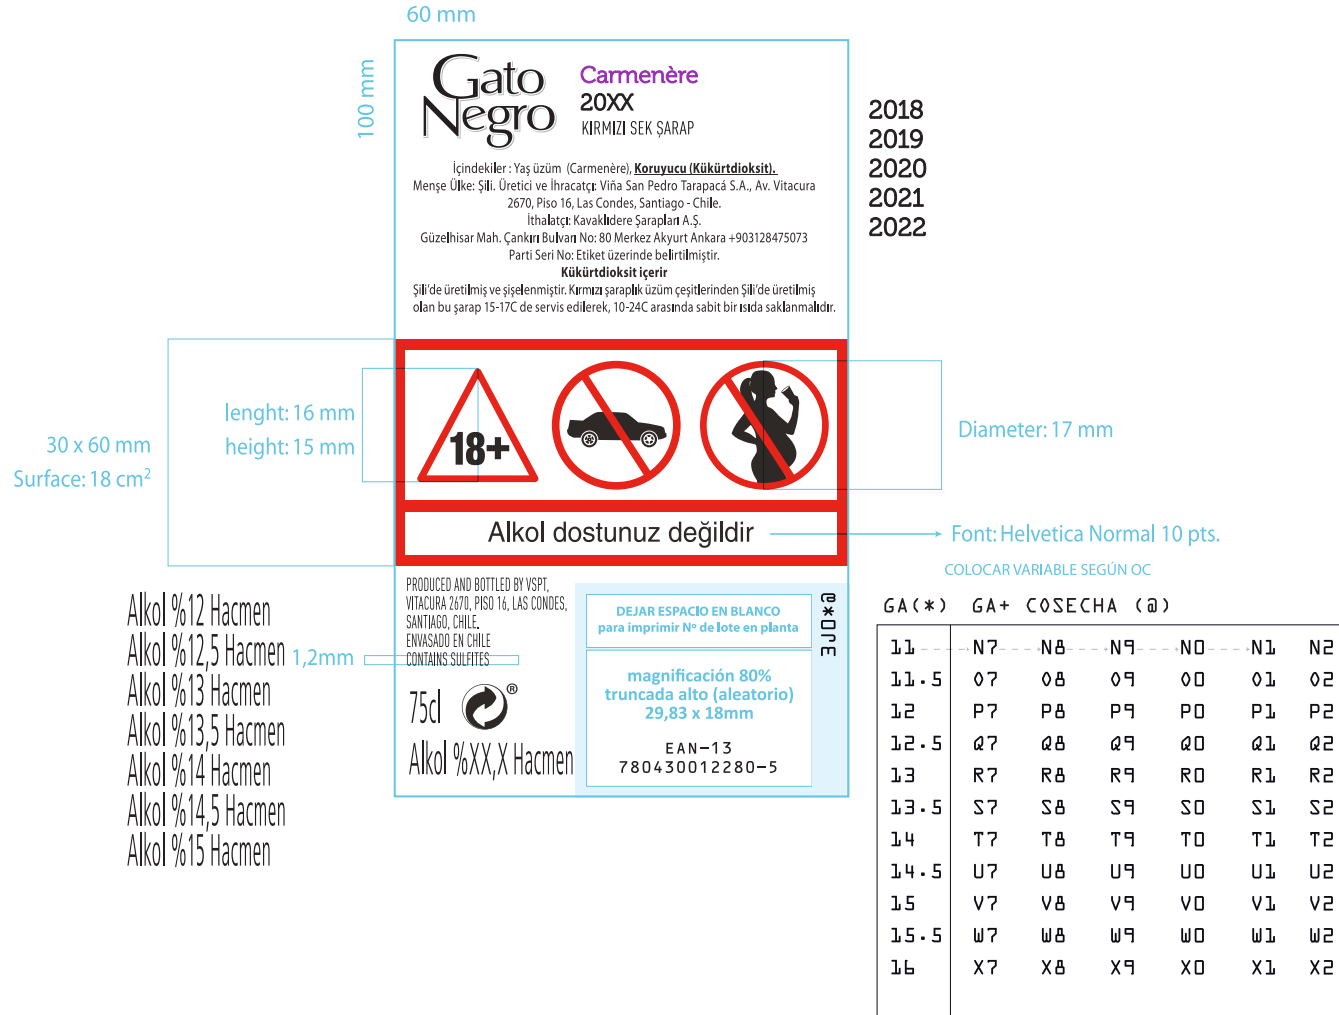 60 mm
100 mm
Gato
Negro
Carmenère
20XX
KIRMIZI SEK ŞARAP
İçindekiler : Yaş üzüm (Carmenère), Koruyucu (Kükürtdioksit).
Menşe Ülke: Şili. Üretici ve İhracatçı: Viña San Pedro Tarapacá S.A., Av. Vitacura
2670, Piso 16, Las Condes, Santiago - Chile.
İthalatçı: Kavaklıdere Şarapları A.Ş.
Güzelhisar Mah. Çankırı Bulvarı No: 80 Merkez Akyurt Ankara +903128475073
Parti Seri No: Etiket üzerinde belirtilmiştir.
Kükürtdioksit içerir
Şili'de üretilmiş ve şişelenmiştir. Kırmızı şaraplık üzüm çeşitlerinden Şili'de üretilmiş
olan bu şarap 15-17C de servis edilerek, 10-24C arasında sabit bir ısıda saklanmalıdır.
2018
2019
2020
2021
2022
30 x 60 mm
Surface: 18 cm²
lenght: 16 mm
height: 15 mm
18+
Diameter: 17 mm
Alkol dostunuz değildir
Font: Helvetica Normal 10 pts.
PRODUCED AND BOTTLED BY VSPT,
VITACURA 2670, PISO 16, LAS CONDES,
SANTIAGO, CHILE.
ENVASADO EN CHILE
CONTAINS SULFITES
1,2mm
75cl ®
Alkol %XX,X Hacmen
DEJAR ESPACIO EN BLANCO
para imprimir Nº de lote en planta
magnificación 80%
truncada alto (aleatorio)
29,83 x 18mm
EAN-13
780430012280-5
@*OJE
Alkol %12 Hacmen
Alkol %12,5 Hacmen
Alkol %13 Hacmen
Alkol %13,5 Hacmen
Alkol %14 Hacmen
Alkol %14,5 Hacmen
Alkol %15 Hacmen
COLOCAR VARIABLE SEGÚN OC
GA(*) GA+ COSECHA (@)
11 N7 N8 N9 N0 N1 N2
11.5 O7 O8 O9 O0 O1 O2
12 P7 P8 P9 P0 P1 P2
12.5 Q7 Q8 Q9 Q0 Q1 Q2
13 R7 R8 R9 R0 R1 R2
13.5 S7 S8 S9 S0 S1 S2
14 T7 T8 T9 T0 T1 T2
14.5 U7 U8 U9 U0 U1 U2
15 V7 V8 V9 V0 V1 V2
15.5 W7 W8 W9 W0 W1 W2
16 X7 X8 X9 X0 X1 X2